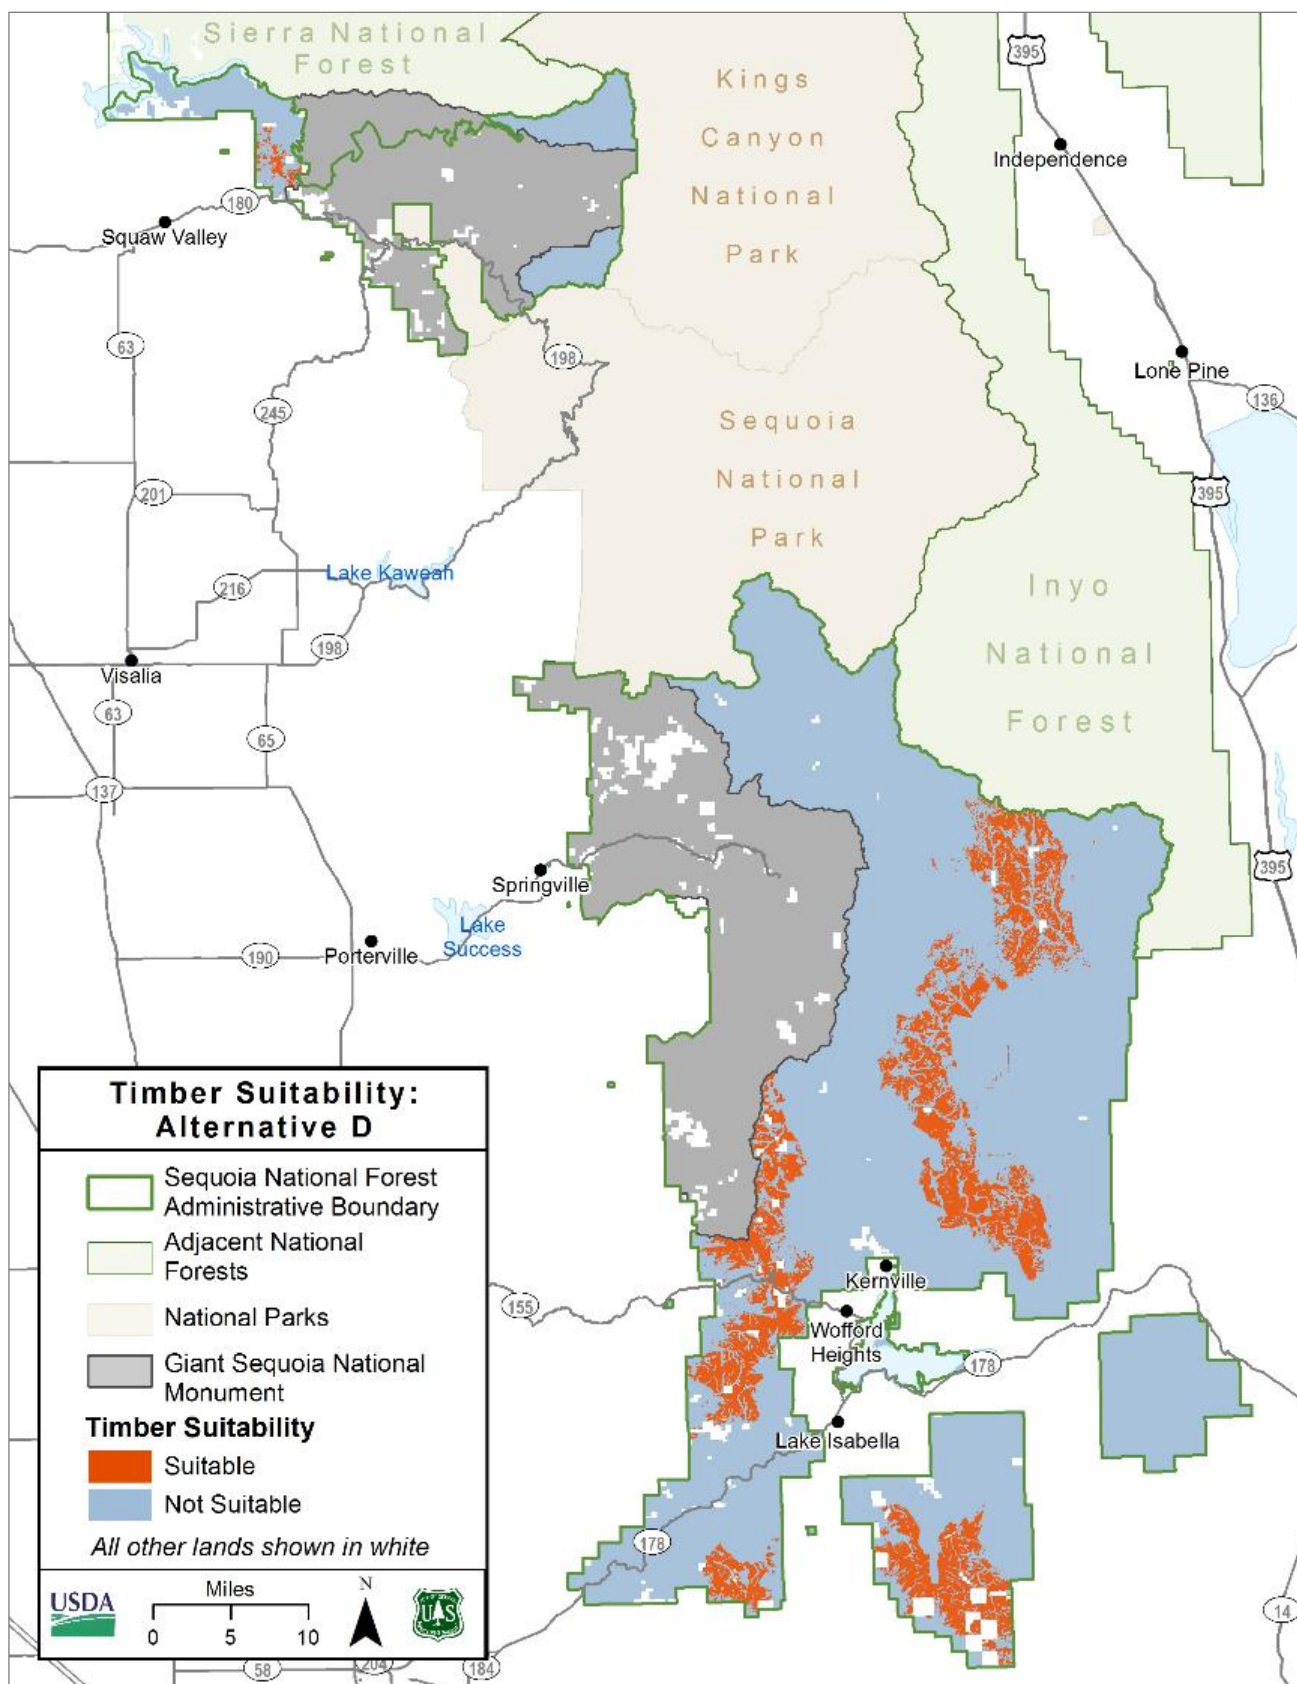 Sierra National
Forest
Kings
Canyon
National
Park
395
Independence
180
Squaw Valley
63
198
Lone Pine
136
245
Sequoia
National
Park
201
395
Lake Kaweah
216
Inyo
National
Forest
198
Visalia
63
65
137
395
Springville
Lake
Success
Porterville
190
Timber Suitability:
Alternative D
Sequoia National Forest
Administrative Boundary
Adjacent National
Forests
National Parks
Giant Sequoia National
Monument
Timber Suitability
Suitable
Not Suitable
All other lands shown in white
USDA
Miles
0 5 10
N
U S
Kernville
155
Wofford
Heights
178
Lake Isabella
178
14
58
204
184